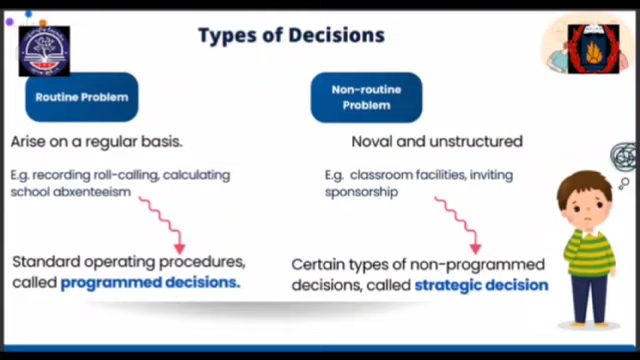 Types of Decisions
Routine Problem
Non-routine
Problem
Arise on a regular basis.
Noval and unstructured
E.g. recording roll-calling, calculating
school abxenteeism
E.g. classroom facilities, inviting
sponsorship
Standard operating procedures,
called programmed decisions.
Certain types of non-programmed
decisions, called strategic decision